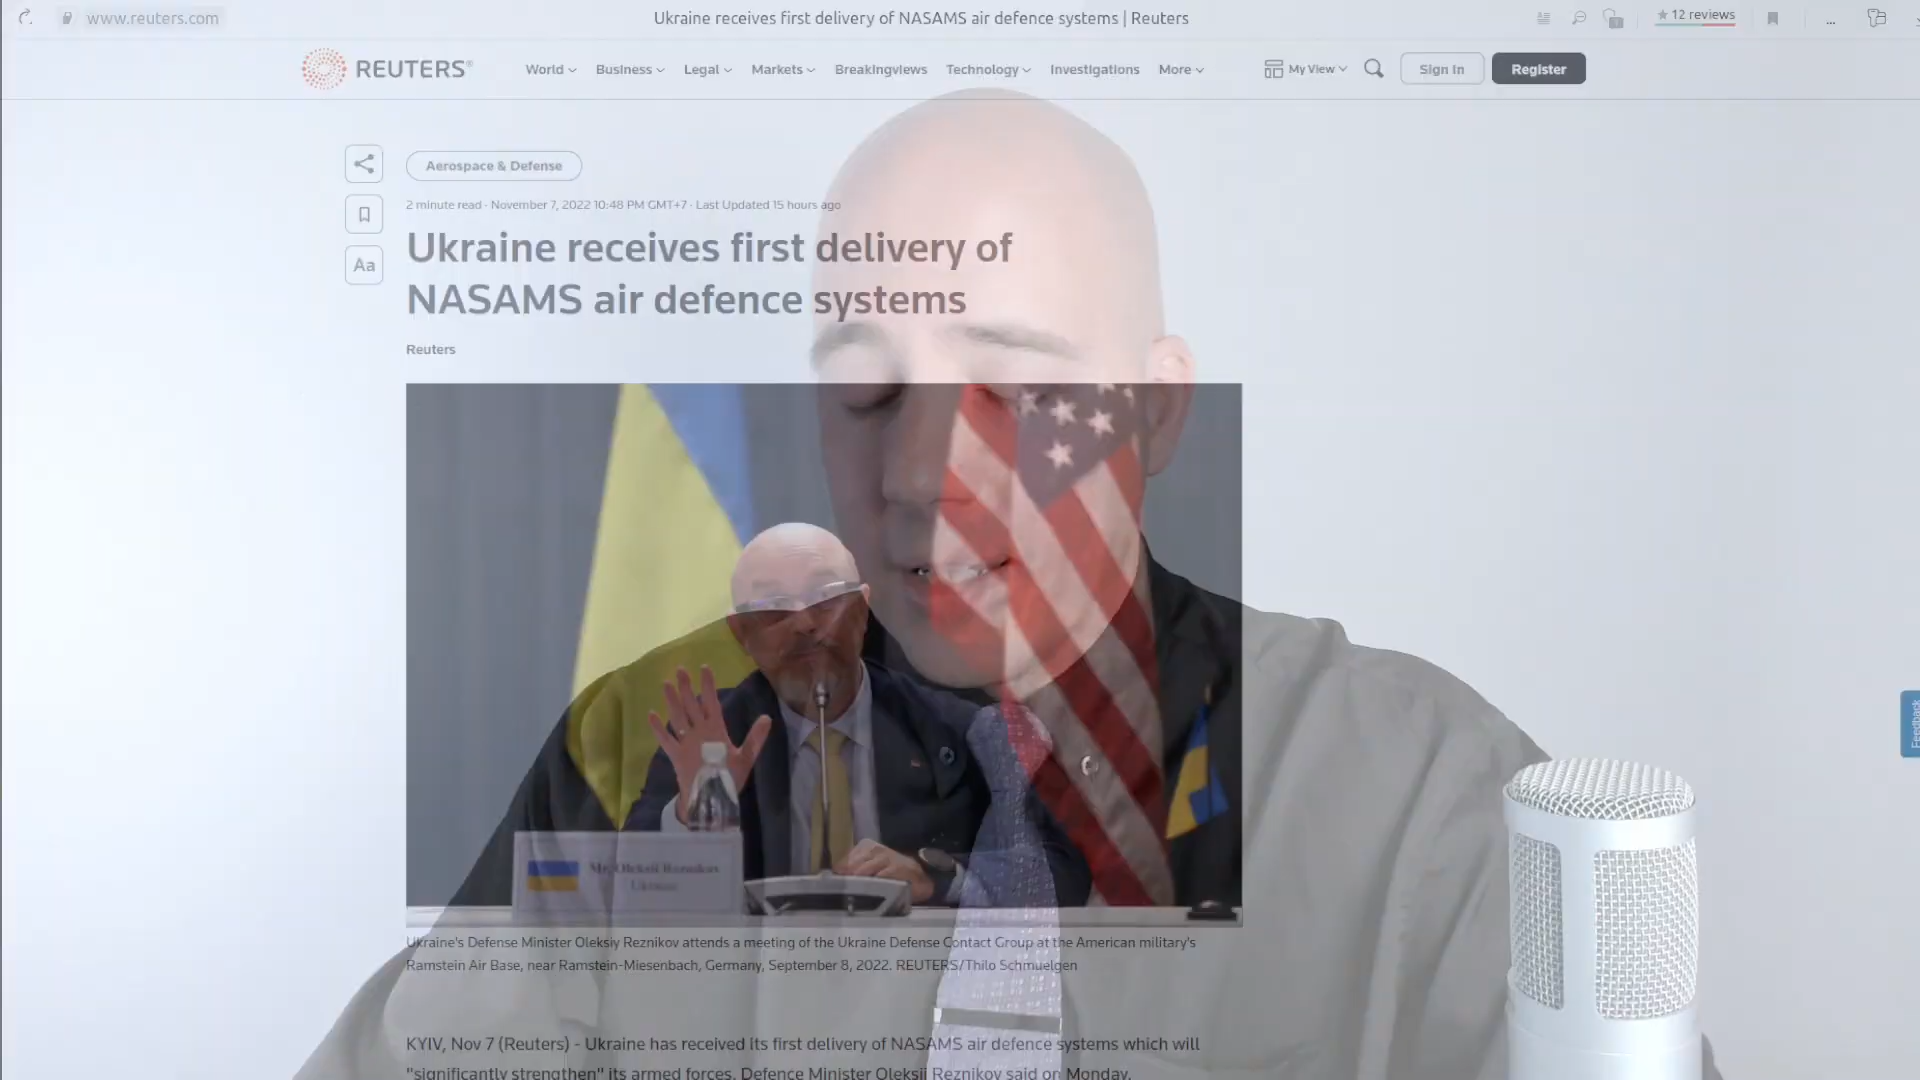 www.reuters.com
Ukraine receives first delivery of NASAMS air defence systems | Reuters
12 reviews
...
REUTERS®
World
Business
Legal
Markets
Breakingviews
Technology
Investigations
More
My View
Sign In
Register
Aerospace & Defense
2 minute read · November 7, 2022 10:48 PM GMT+7 · Last Updated 15 hours ago
Aa
Ukraine receives first delivery of
NASAMS air defence systems
Reuters
Mr. Oleksii Reznikov
Ukraine
Feedback
Ukraine's Defense Minister Oleksiy Reznikov attends a meeting of the Ukraine Defense Contact Group at the American military's
Ramstein Air Base, near Ramstein-Miesenbach, Germany, September 8, 2022. REUTERS/Thilo Schmuelgen
KYIV, Nov 7 (Reuters) - Ukraine has received its first delivery of NASAMS air defence systems which will
"significantly strengthen" its armed forces, Defence Minister Oleksii Reznikov said on Monday.